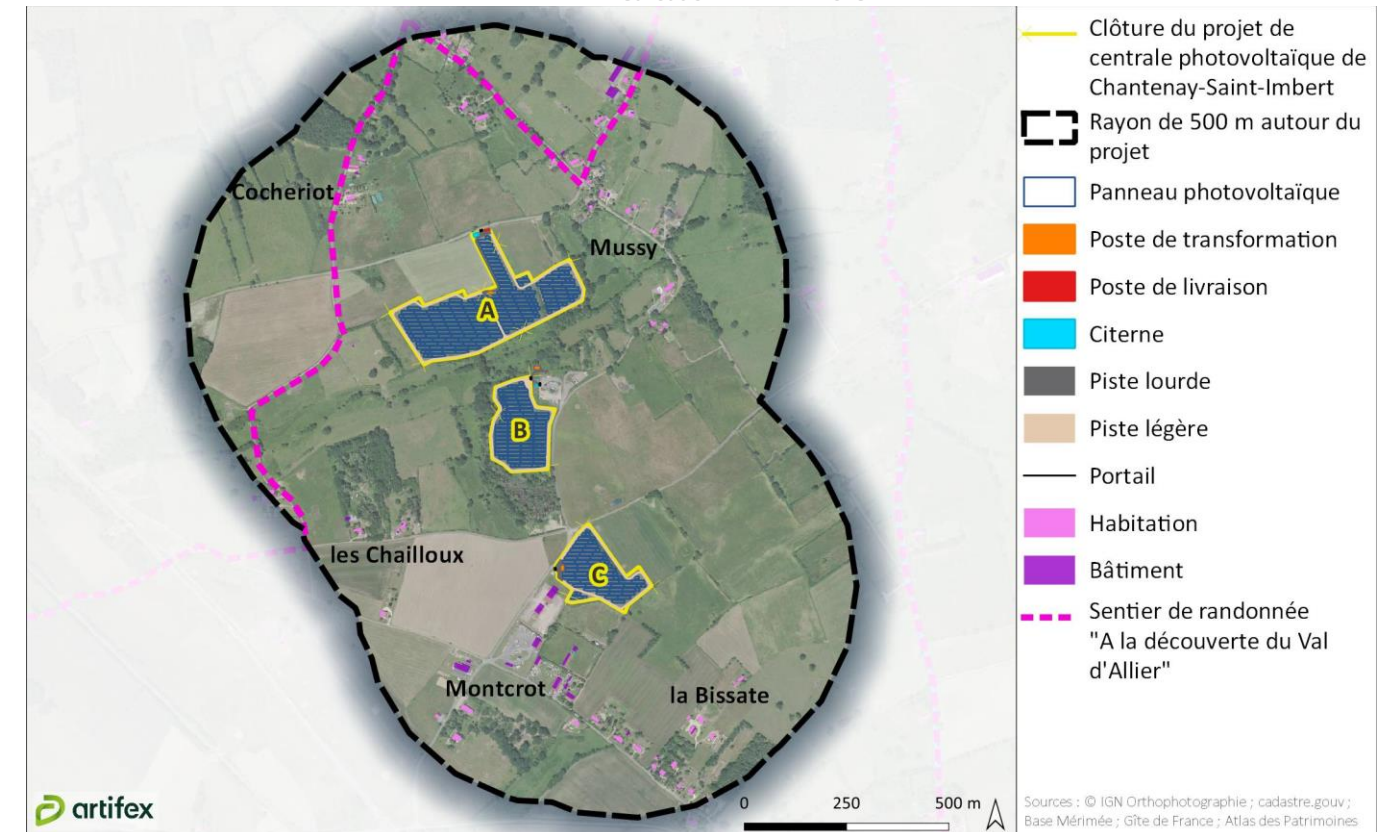 Clôture du projet de
centrale photovoltaïque de
Chantenay-Saint-Imbert
Rayon de 500 m autour du
projet
Panneau photovoltaïque
Poste de transformation
Poste de livraison
Citerne
Piste lourde
Piste légère
Portail
Habitation
Bâtiment
Sentier de randonnée
"A la découverte du Val
d'Allier"
Cocheriot
Mussy
A
B
les Chailloux
C
Montcrot
la Bissate
artifex
0 250 500 m
Sources : © IGN Orthophotographie ; cadastre.gouv ;
Base Mérimée ; Gîte de France ; Atlas des Patrimoines